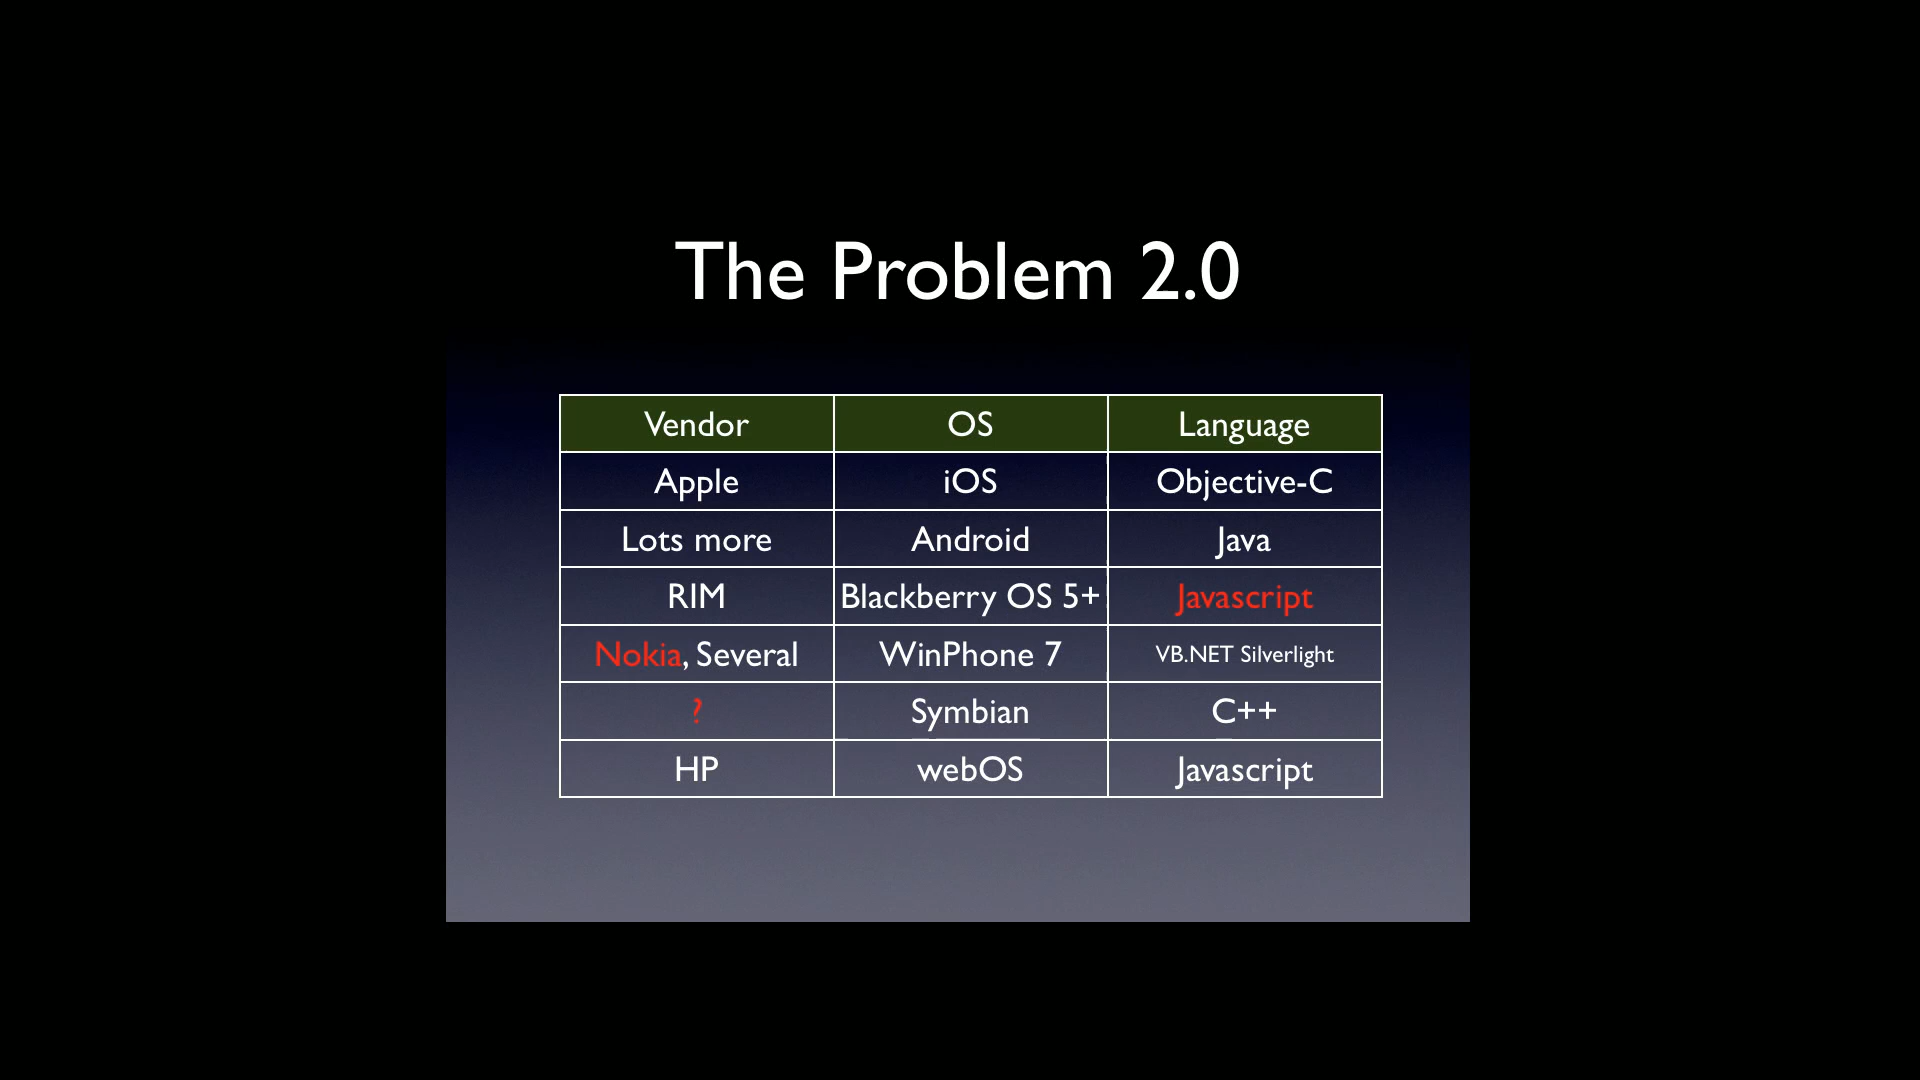 The Problem 2.0
Vendor OS Language
Apple iOS Objective-C
Lots more Android Java
RIM Blackberry OS 5+ Javascript
Nokia, Several WinPhone 7 VB.NET Silverlight
? Symbian C++
HP webOS Javascript